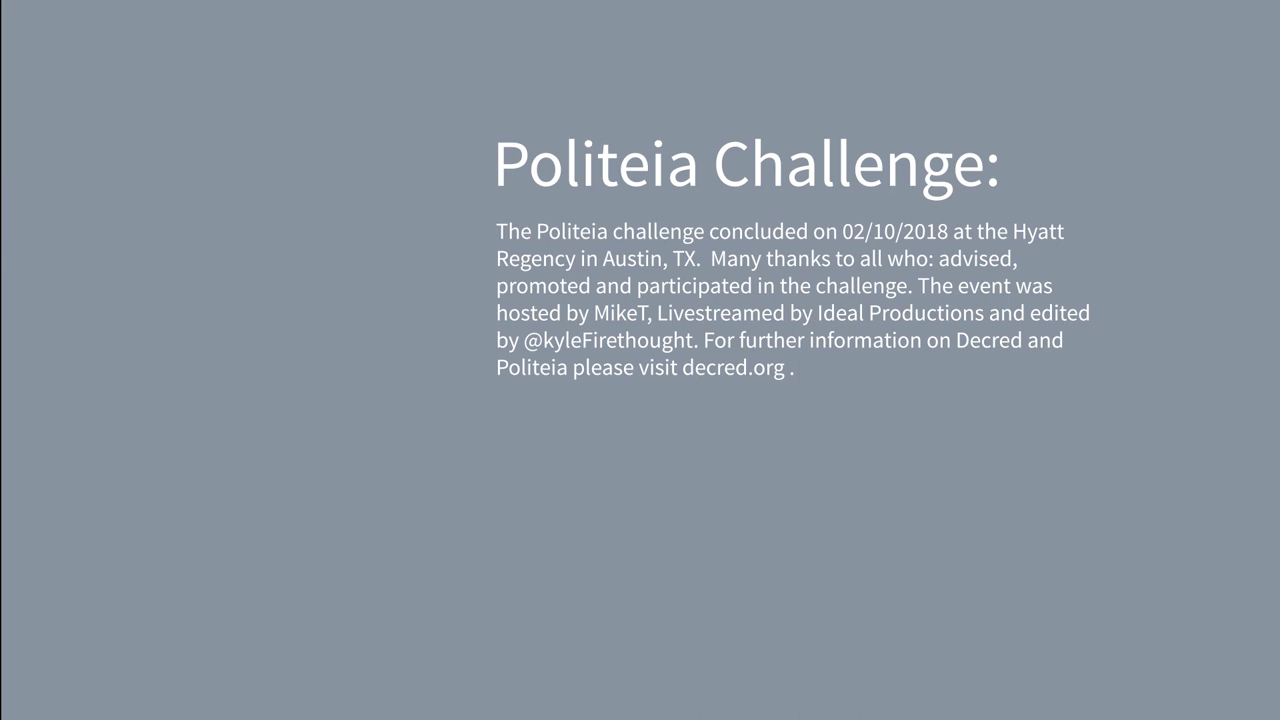 Politeia Challenge:
The Politeia challenge concluded on 02/10/2018 at the Hyatt
Regency in Austin, TX.  Many thanks to all who: advised,
promoted and participated in the challenge. The event was
hosted by MikeT, Livestreamed by Ideal Productions and edited
by @kyleFirethought. For further information on Decred and
Politeia please visit decred.org .